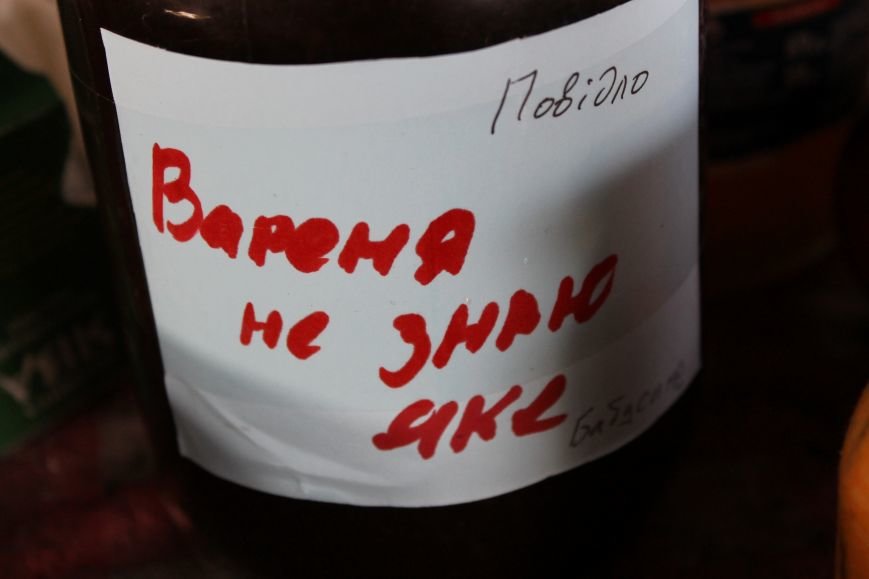 Повідло
Вареня
не знаю
яке